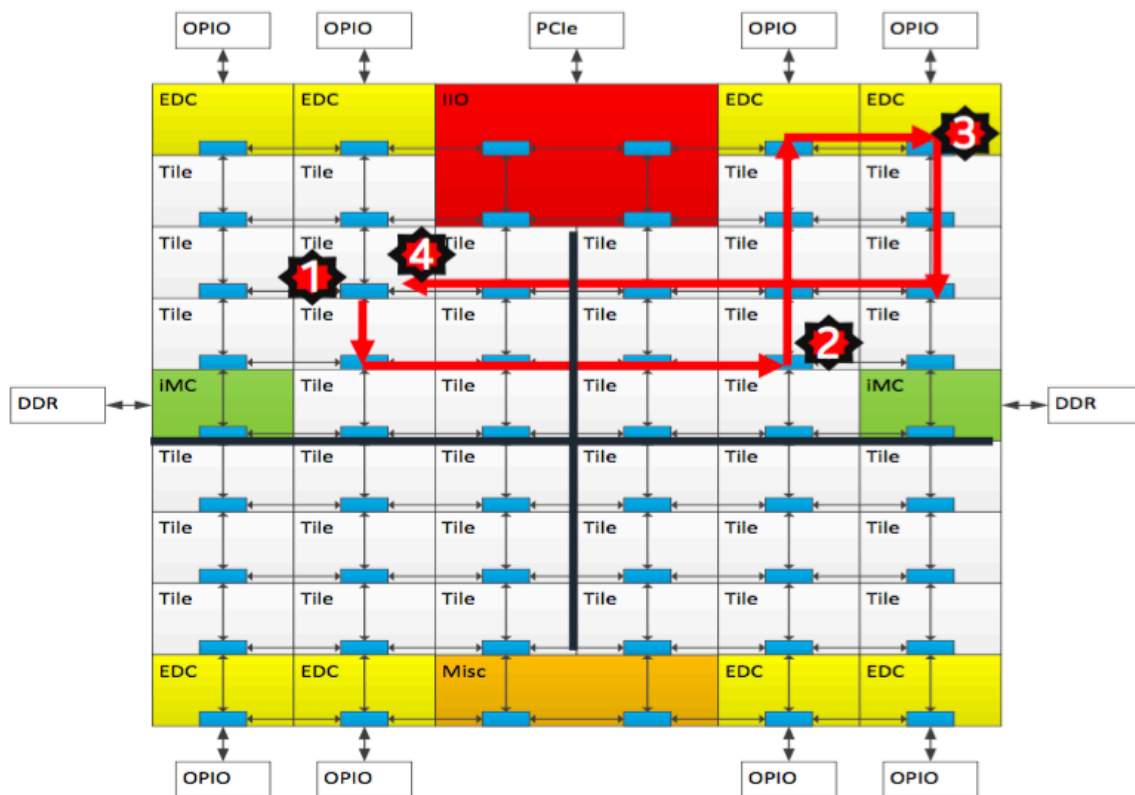 OPIO OPIO PCIe OPIO OPIO
EDC EDC IIO EDC EDC
3
Tile Tile Tile Tile
Tile Tile Tile Tile Tile Tile
1 4
Tile Tile Tile Tile Tile Tile
2
iMC Tile Tile Tile Tile iMC
DDR DDR
Tile Tile Tile Tile Tile Tile
Tile Tile Tile Tile Tile Tile
Tile Tile Tile Tile Tile Tile
EDC EDC Misc EDC EDC
OPIO OPIO OPIO OPIO